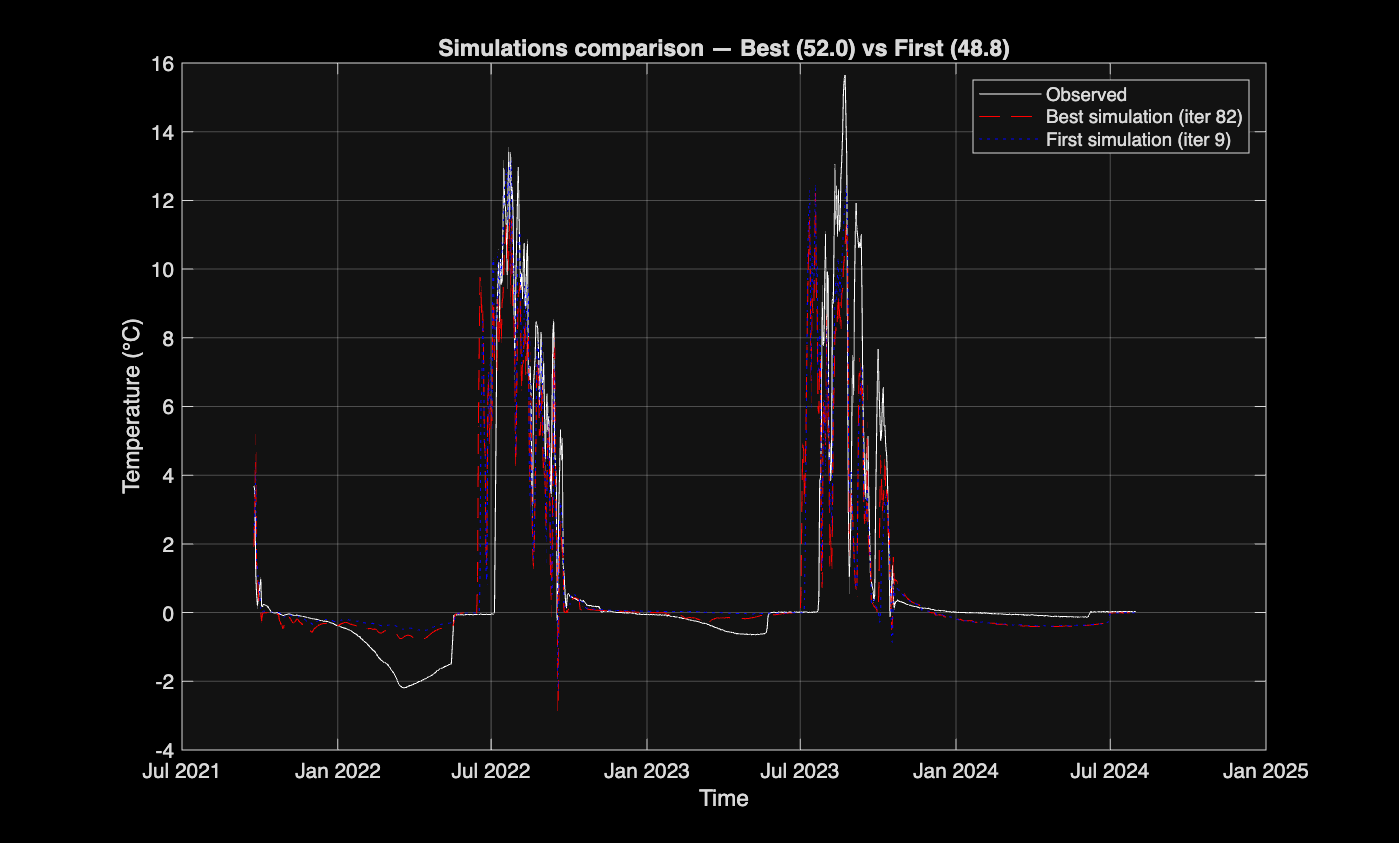 Simulations comparison — Best (52.0) vs First (48.8)
16
14
12
10
8
6
4
2
0
-2
-4
Temperature (°C)
Observed
Best simulation (iter 82)
First simulation (iter 9)
Jul 2021 Jan 2022 Jul 2022 Jan 2023 Jul 2023 Jan 2024 Jul 2024 Jan 2025
Time